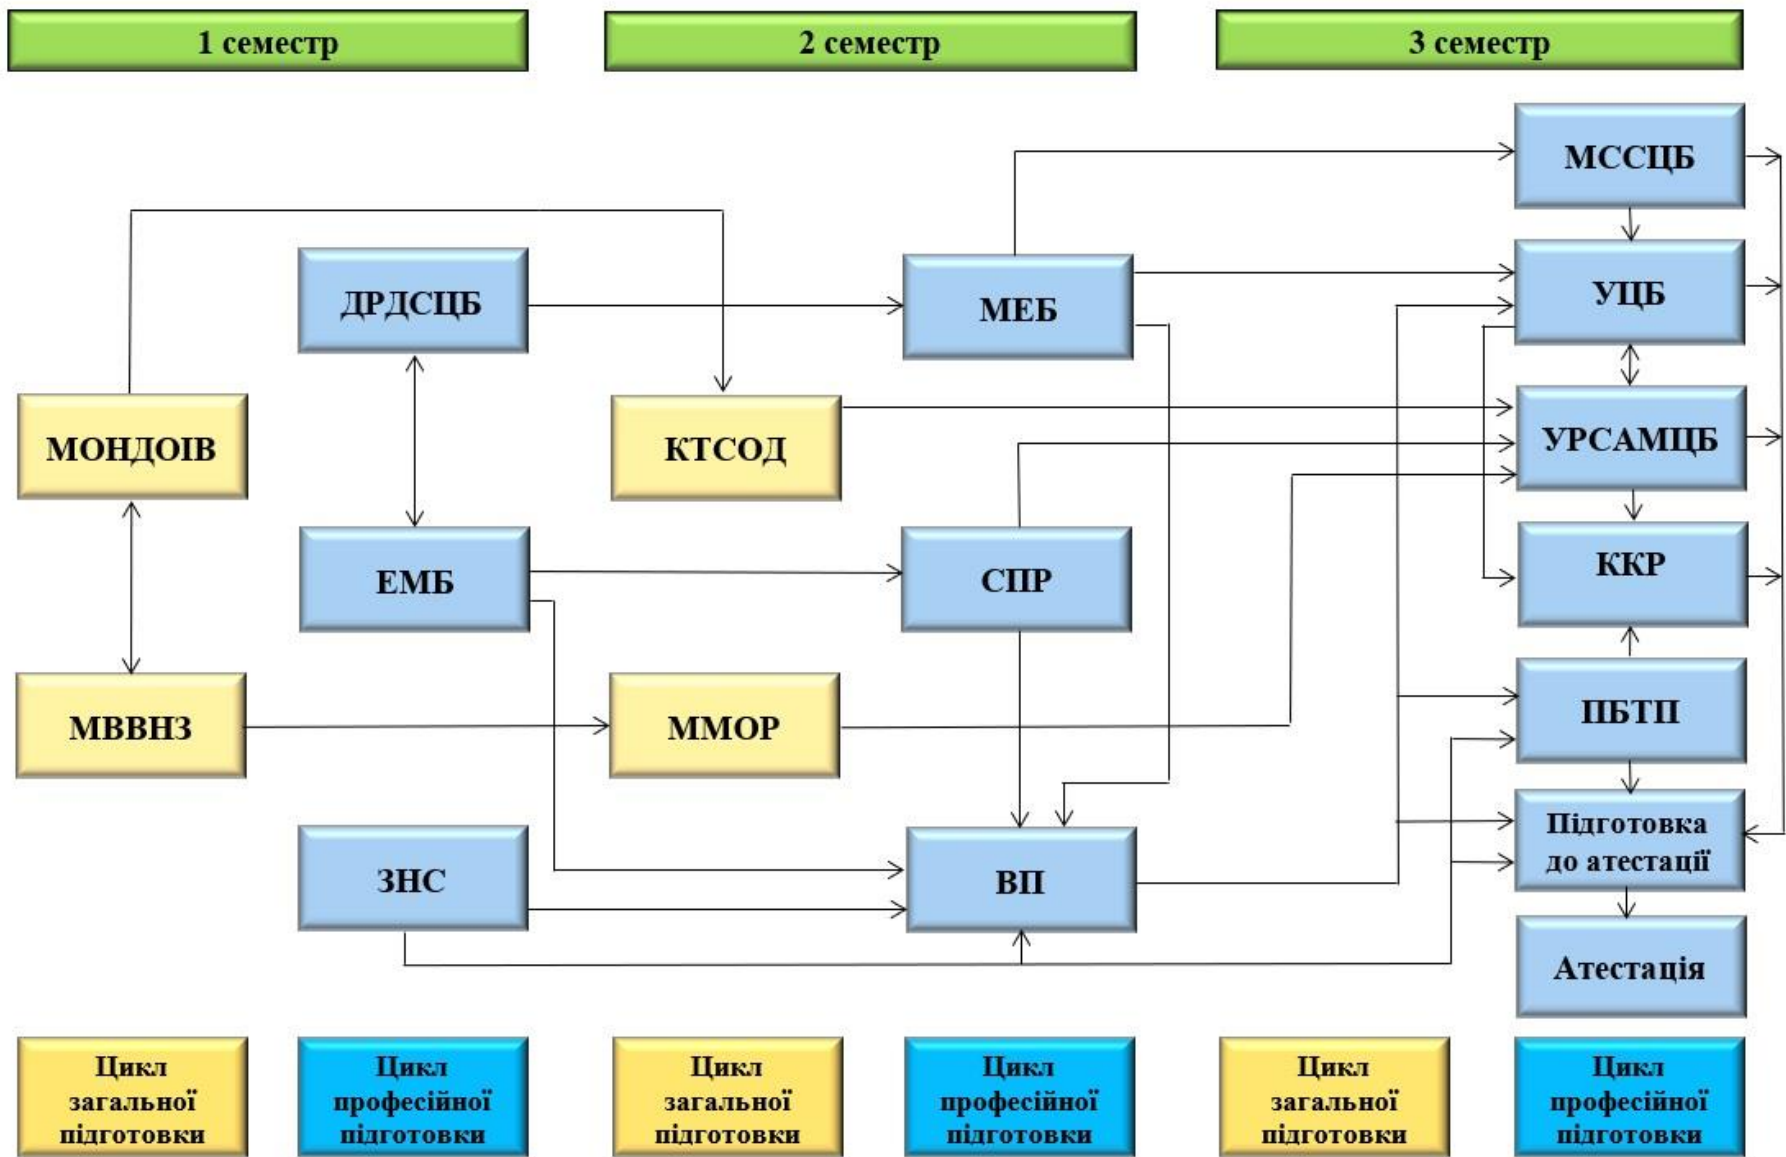 1 семестр
2 семестр
3 семестр
МССЦБ
ДРДСЦБ
МЕБ
УЦБ
МОНДОІВ
КТСОД
УРСАМЦБ
ЕМБ
СПР
ККР
МВВНЗ
ММОР
ПБТП
ЗНС
ВП
Підготовка
до атестації
Атестація
Цикл
загальної
підготовки
Цикл
професійної
підготовки
Цикл
загальної
підготовки
Цикл
професійної
підготовки
Цикл
загальної
підготовки
Цикл
професійної
підготовки